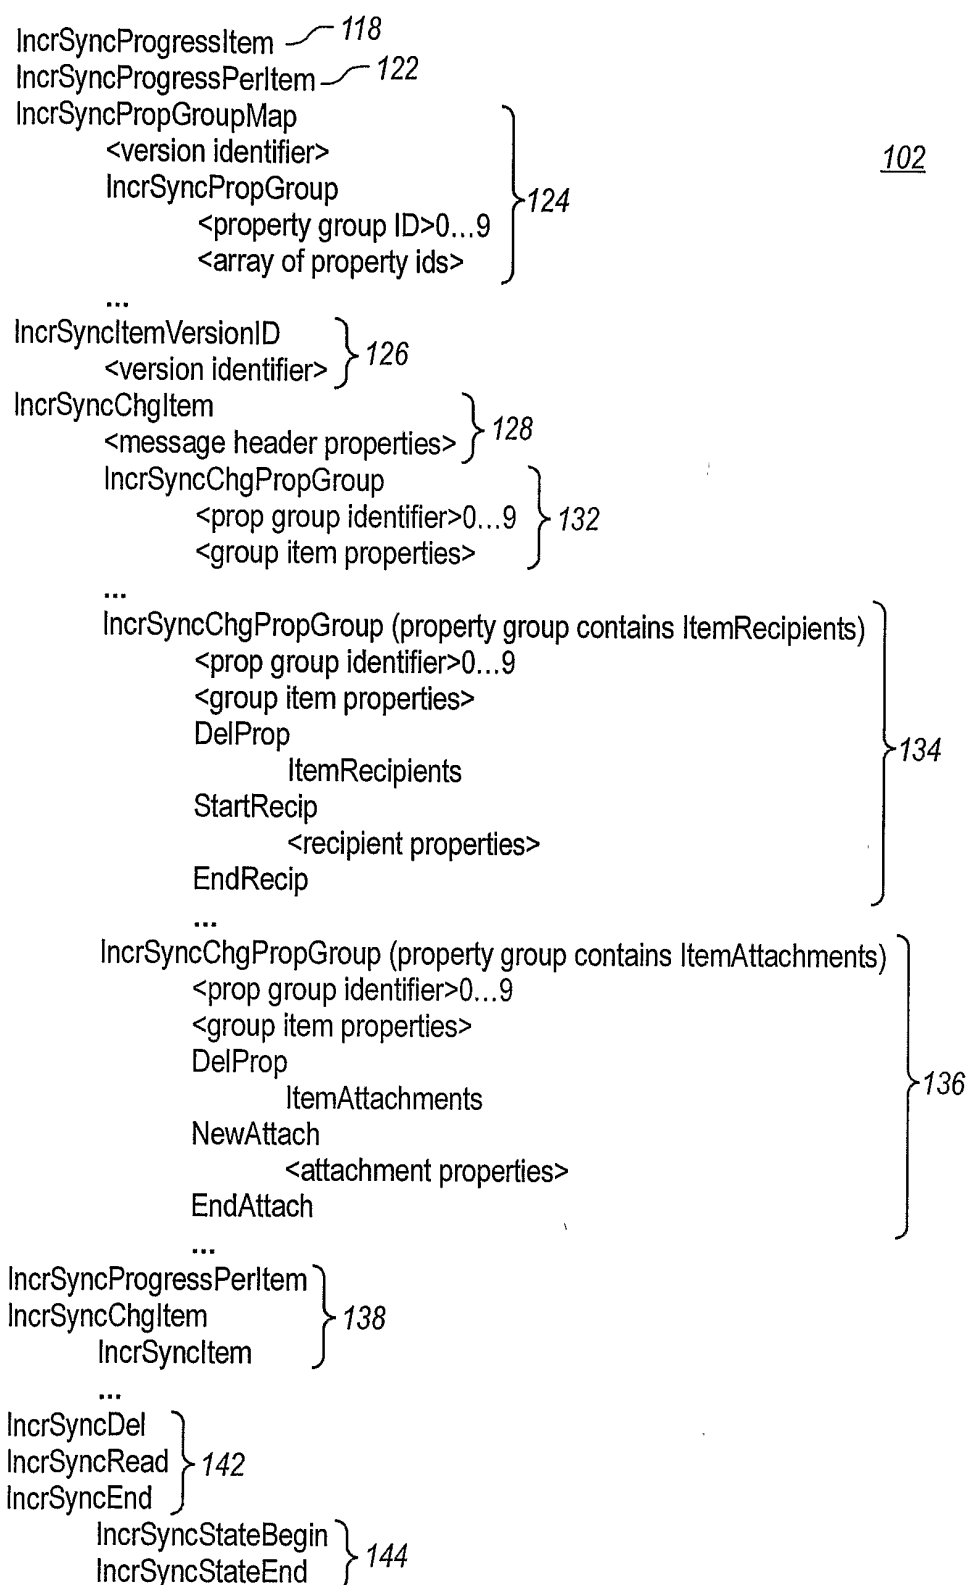 IncrSyncProgressItem 118
IncrSyncProgressPerItem 122
IncrSyncPropGroupMap
<version identifier>
102
IncrSyncPropGroup
124
<property group ID>0...9
<array of property ids>
...
IncrSyncItemVersionID
126
<version identifier>
IncrSyncChgItem
128
<message header properties>
IncrSyncChgPropGroup
<prop group identifier>0...9
132
<group item properties>
...
IncrSyncChgPropGroup (property group contains ItemRecipients)
<prop group identifier>0...9
<group item properties>
DelProp
134
ItemRecipients
StartRecip
<recipient properties>
EndRecip
...
IncrSyncChgPropGroup (property group contains ItemAttachments)
<prop group identifier>0...9
<group item properties>
DelProp
136
ItemAttachments
NewAttach
<attachment properties>
EndAttach
...
IncrSyncProgressPerItem
IncrSyncChgItem
138
IncrSyncItem
...
IncrSyncDel
IncrSyncRead
142
IncrSyncEnd
IncrSyncStateBegin
144
IncrSyncStateEnd